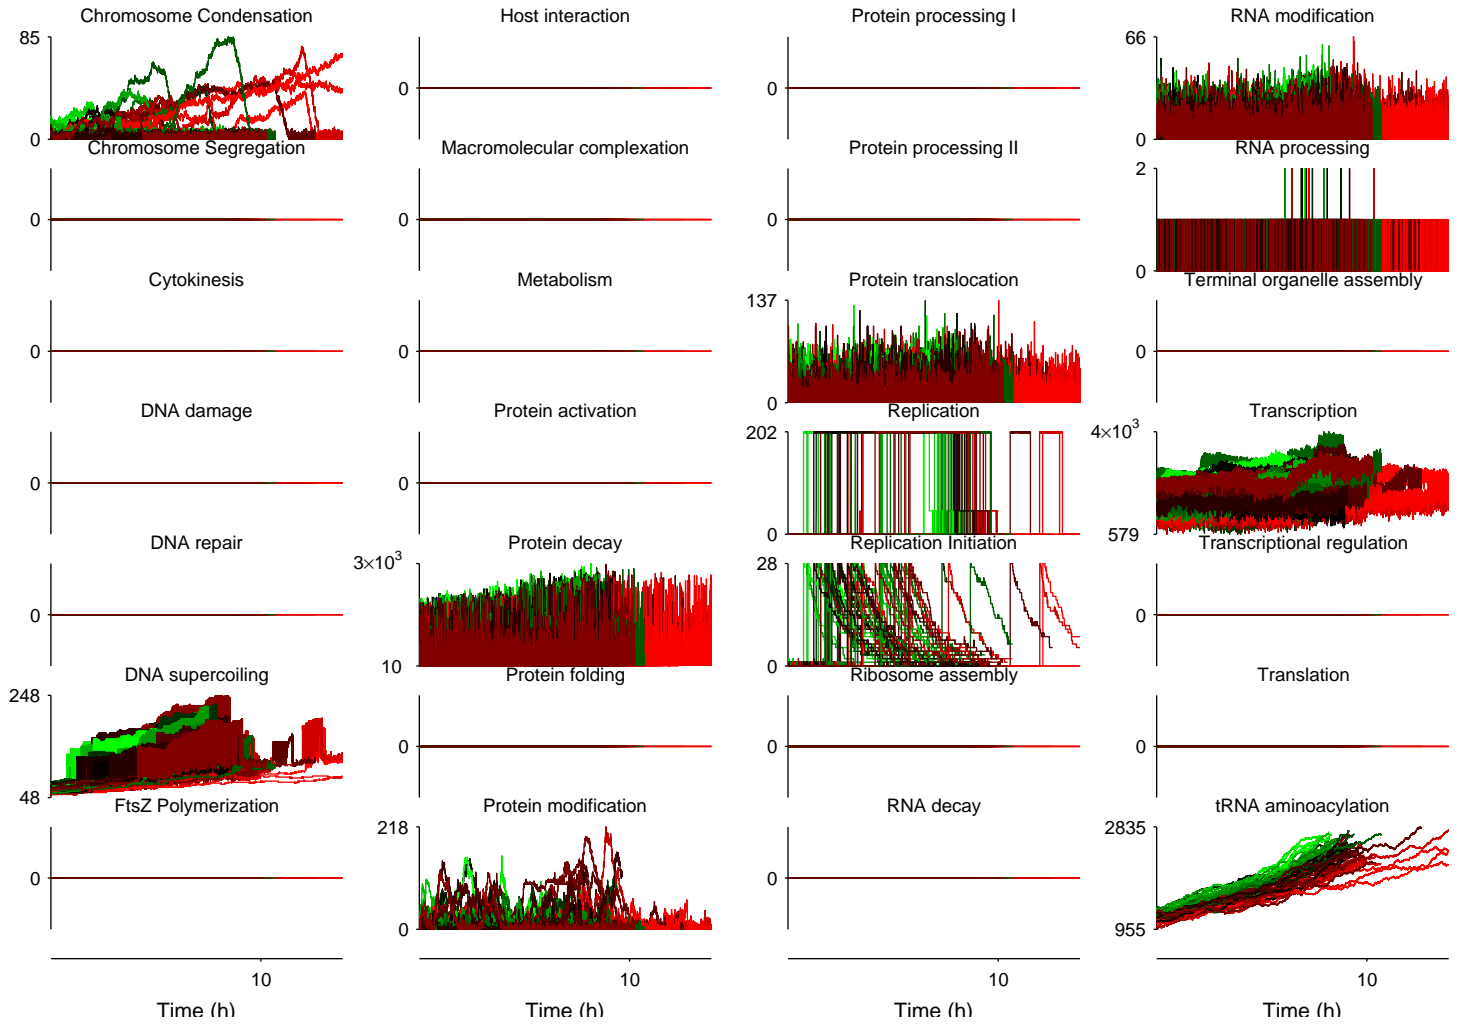 Chromosome Condensation
85
0
Host interaction
0
Protein processing I
0
RNA modification
66
0
Chromosome Segregation
0
Macromolecular complexation
0
Protein processing II
0
RNA processing
2
0
Cytokinesis
0
Metabolism
0
Protein translocation
137
0
Terminal organelle assembly
0
DNA damage
0
Protein activation
0
Replication
202
0
Transcription
4×10³
579
DNA repair
0
Protein decay
3×10³
10
Replication Initiation
28
0
Transcriptional regulation
0
DNA supercoiling
248
48
Protein folding
0
Ribosome assembly
0
Translation
0
FtsZ Polymerization
0
Protein modification
218
0
RNA decay
0
tRNA aminoacylation
2835
955
10
10
10
10
Time (h)
Time (h)
Time (h)
Time (h)